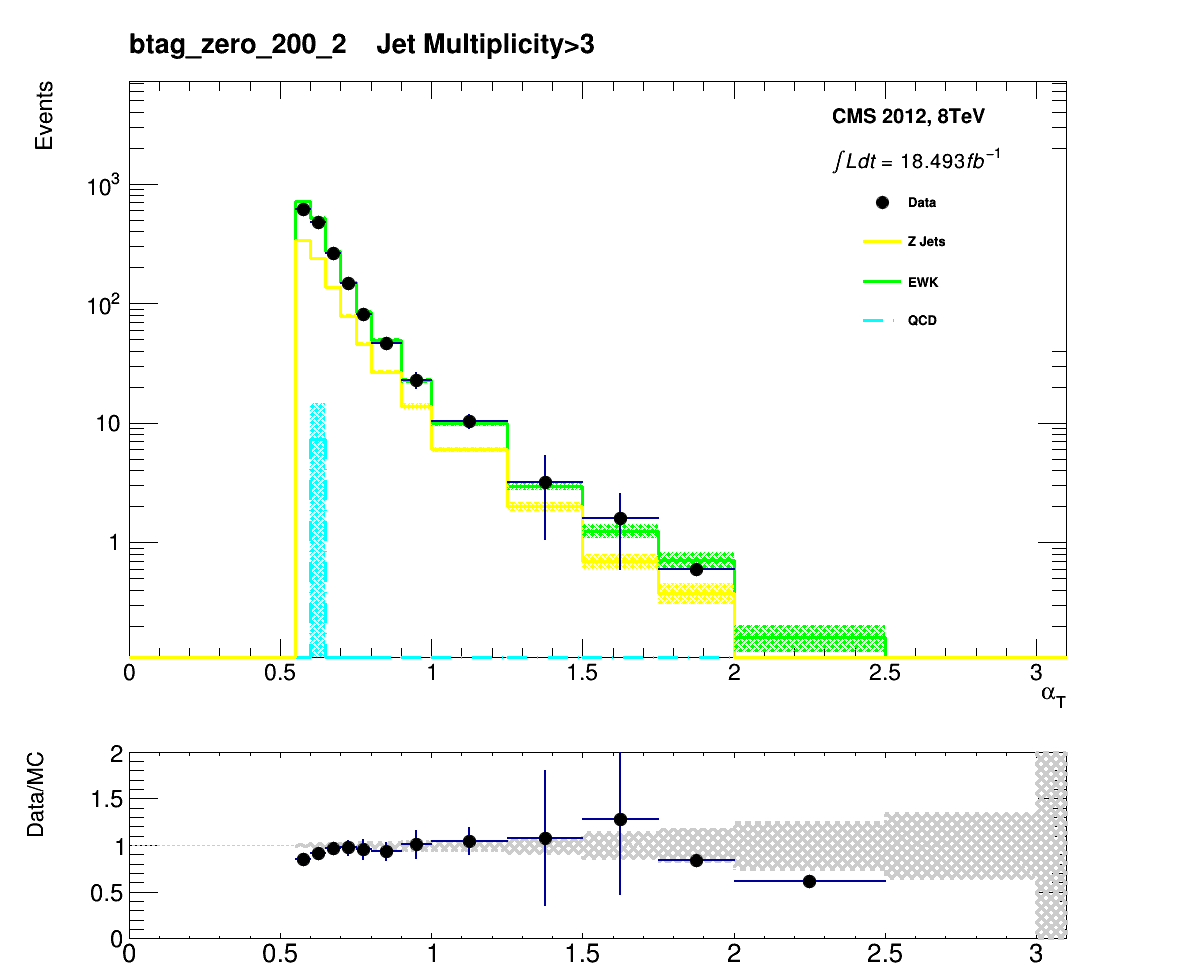 btag_zero_200_2 Jet Multiplicity>3
Events
CMS 2012, 8TeV
∫Ldt = 18.493fb⁻¹
Data
Z Jets
EWK
QCD
10³
10²
10
1
0 0.5 1 1.5 2 2.5 3
α_T
Data/MC
2
1.5
1
0.5
0
0 0.5 1 1.5 2 2.5 3